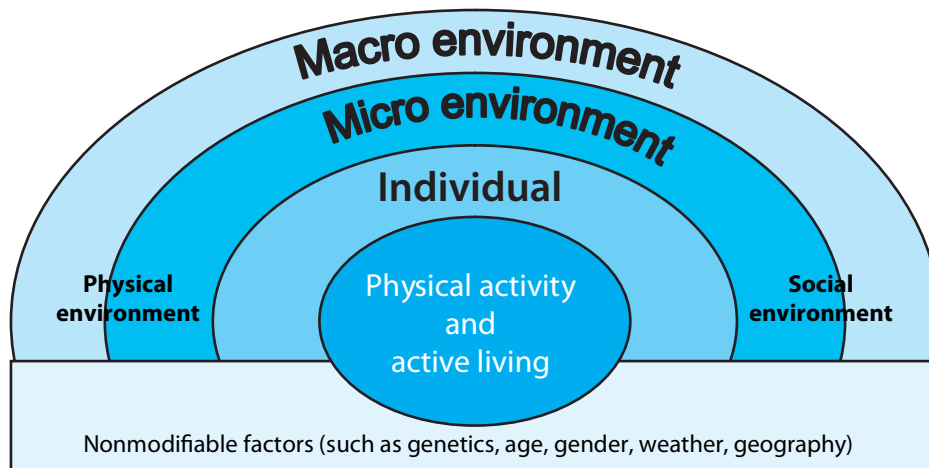 Macro environment
Micro environment
Individual
Physical activity
and
active living
Physical
environment
Social
environment
Nonmodifiable factors (such as genetics, age, gender, weather, geography)